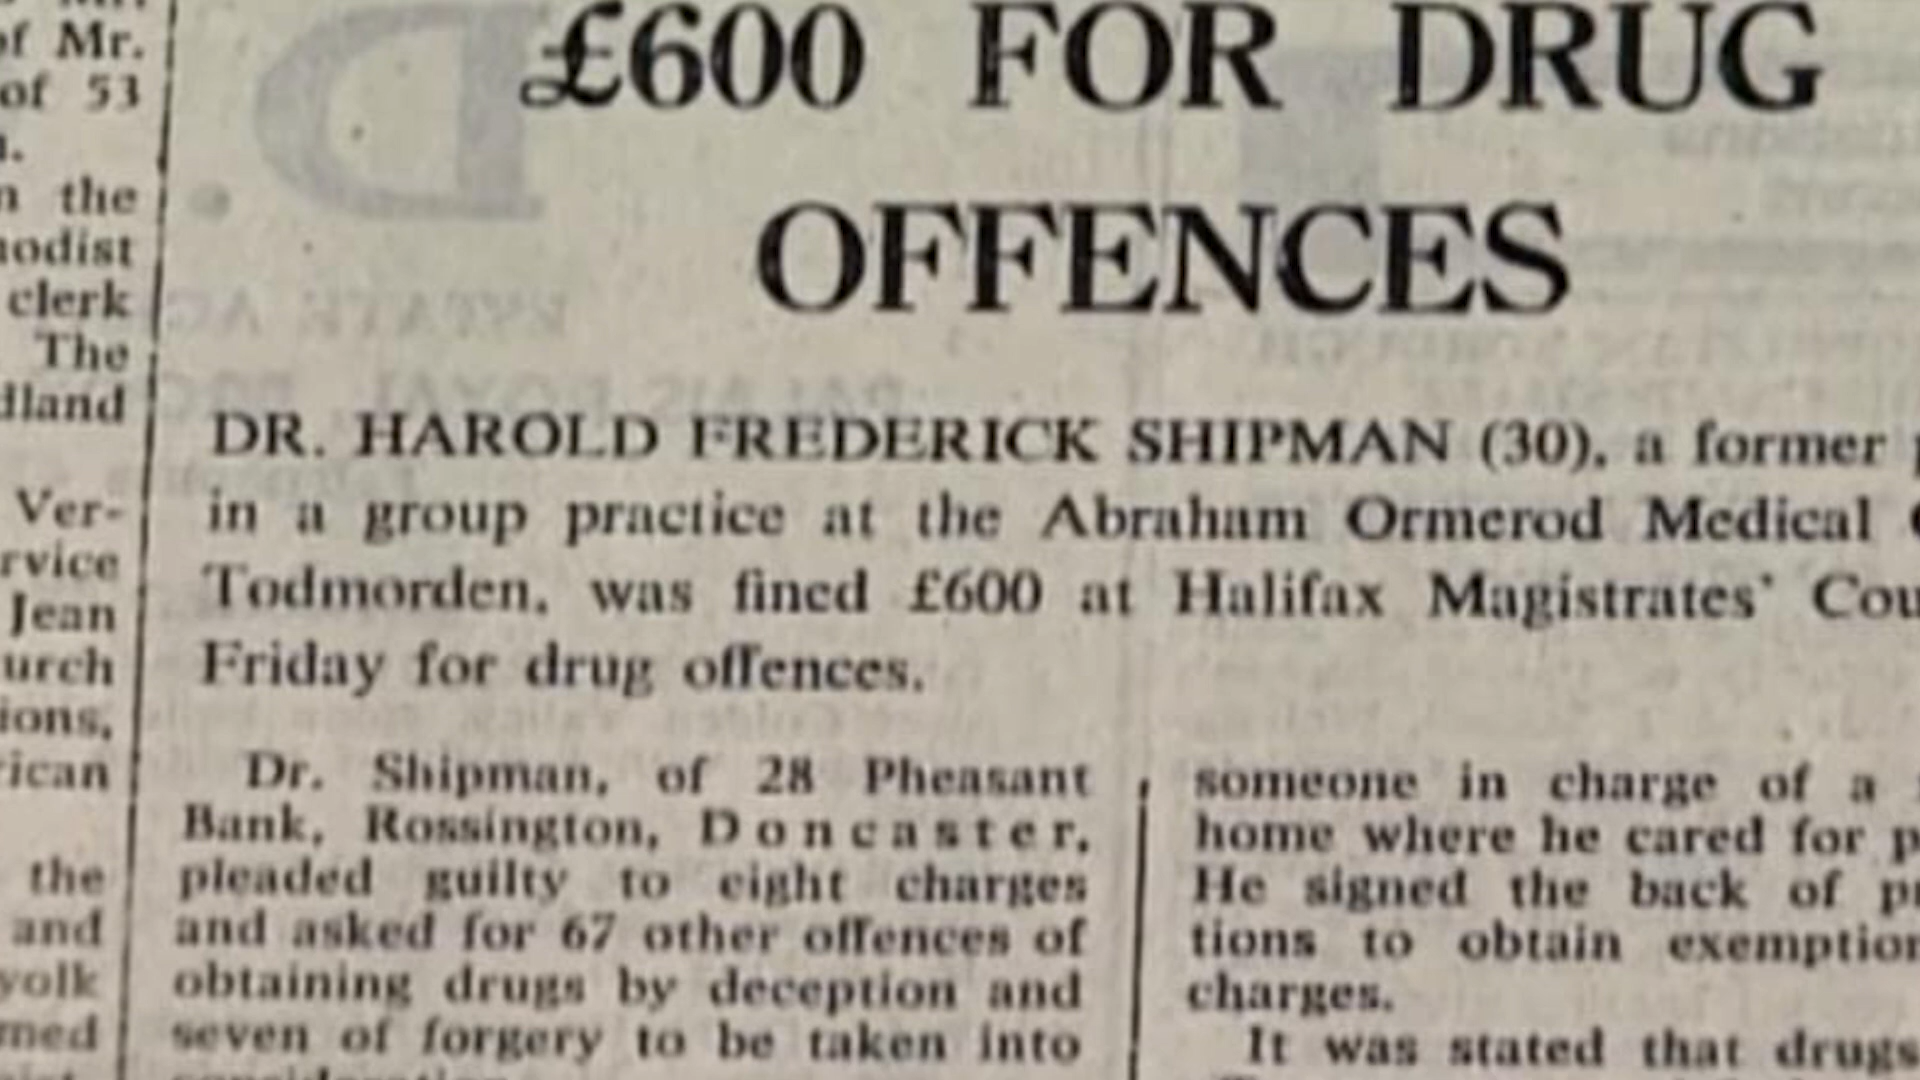 of Mr.
of 53
the
clerk
The
Ver-
Jean
the
and
£600 FOR DRUG
OFFENCES
DR. HAROLD FREDERICK SHIPMAN (30), a former
in a group practice at the Abraham Ormerod Medical
Todmorden, was fined £600 at Halifax Magistrates' Cou
Friday for drug offences.
Dr. Shipman, of 28 Pheasant
Bank, Rossington, Doncaster,
pleaded guilty to eight charges
and asked for 67 other offences of
obtaining drugs by deception and
seven of forgery to be taken into
someone in charge of a
home where he cared for p
He signed the back of p
tions to obtain exemption
charges.
It was stated that drugs